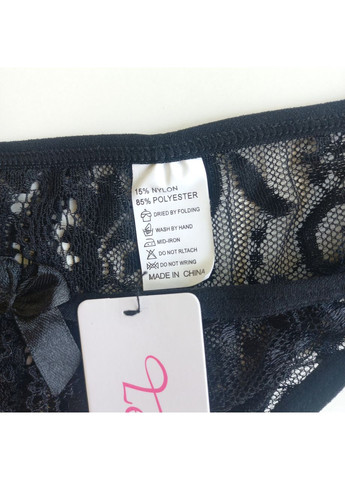 15% NYLON
85% POLYESTER
DRIED BY FOLDING
WASH BY HAND
MID-IRON
DO NOT RLTACH
DO NOT WRING
MADE IN CHINA